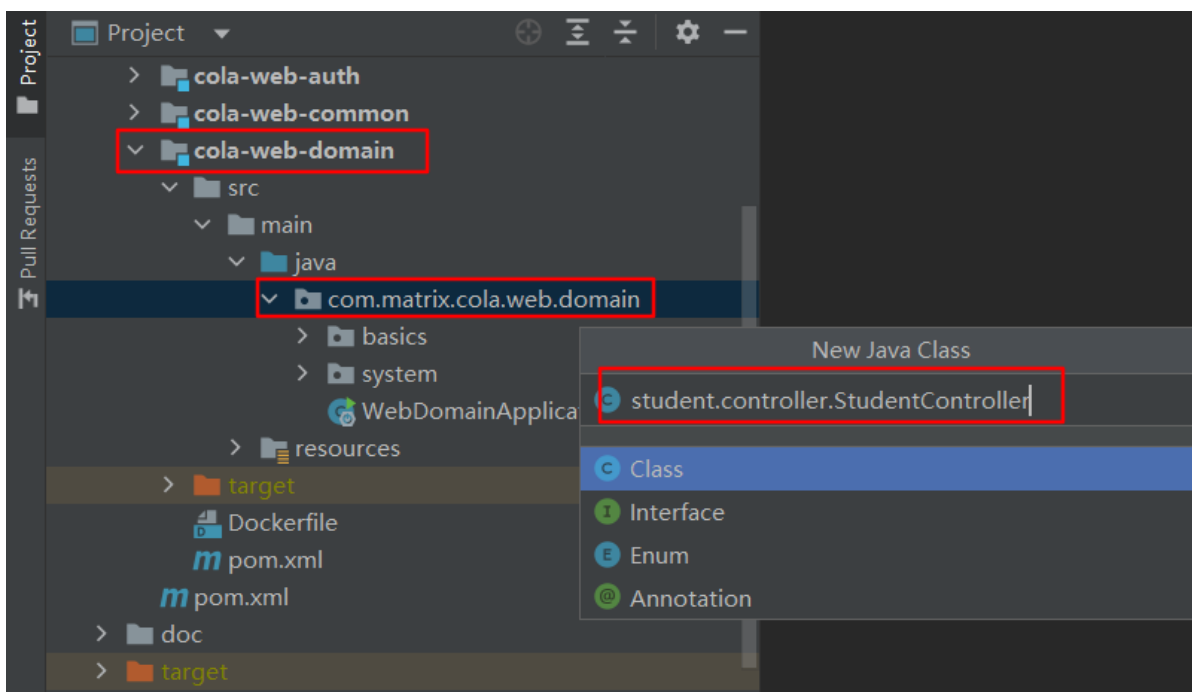 Project
Pull Requests
Project
cola-web-auth
cola-web-common
cola-web-domain
src
main
java
com.matrix.cola.web.domain
basics
system
WebDomainApplica
resources
target
Dockerfile
pom.xml
pom.xml
doc
target
New Java Class
student.controller.StudentController
Class
Interface
Enum
Annotation